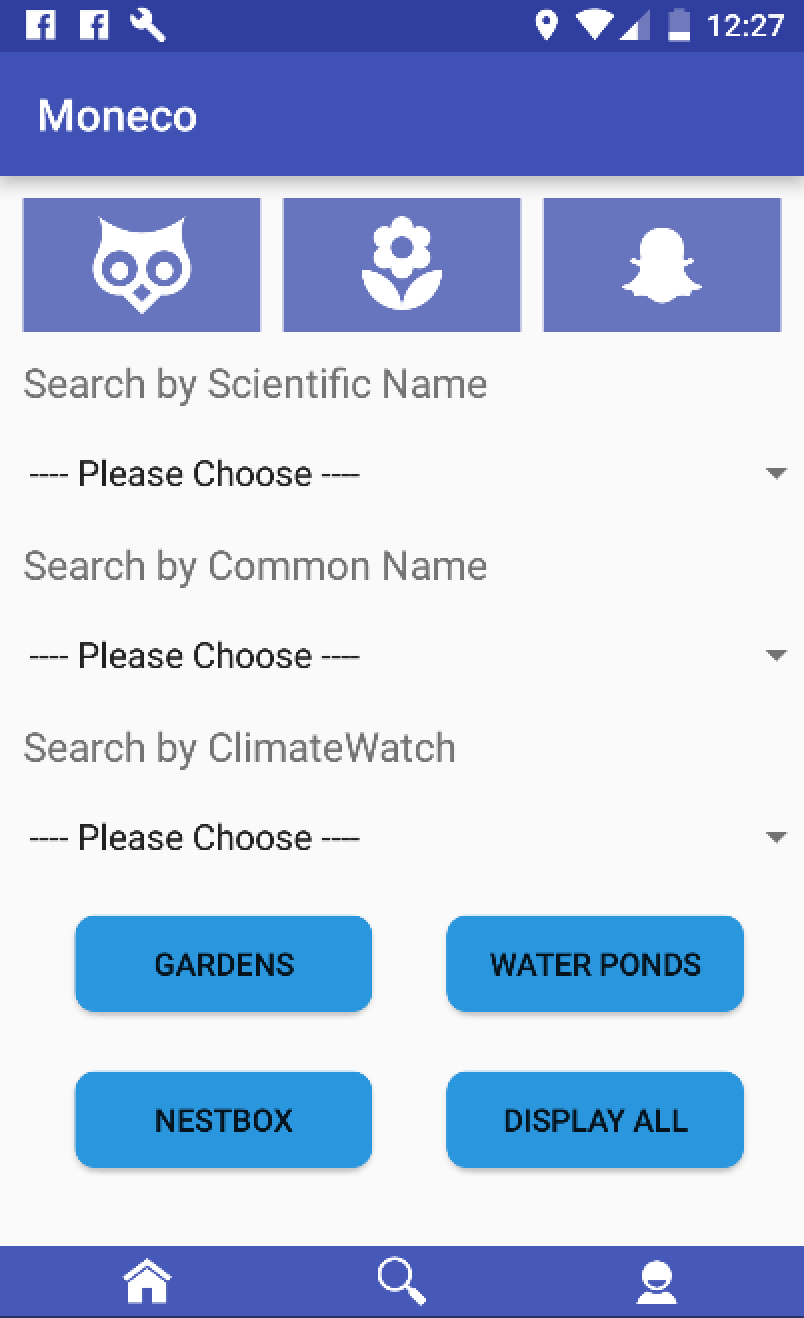 12:27
Moneco
Search by Scientific Name
---- Please Choose ----
Search by Common Name
---- Please Choose ----
Search by ClimateWatch
---- Please Choose ----
GARDENS
WATER PONDS
NESTBOX
DISPLAY ALL